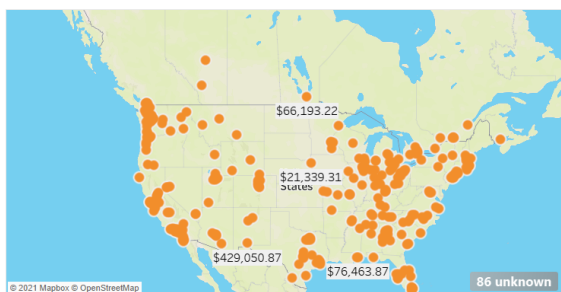 $66,193.22
$21,339.31
States
$429,050.87
$76,463.87
© 2021 Mapbox © OpenStreetMap
86 unknown